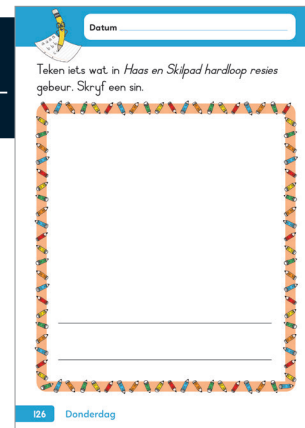 Datum
Teken iets wat in Haas en Skilpad hardloop resies
gebeur. Skryf een sin.
126 Donderdag